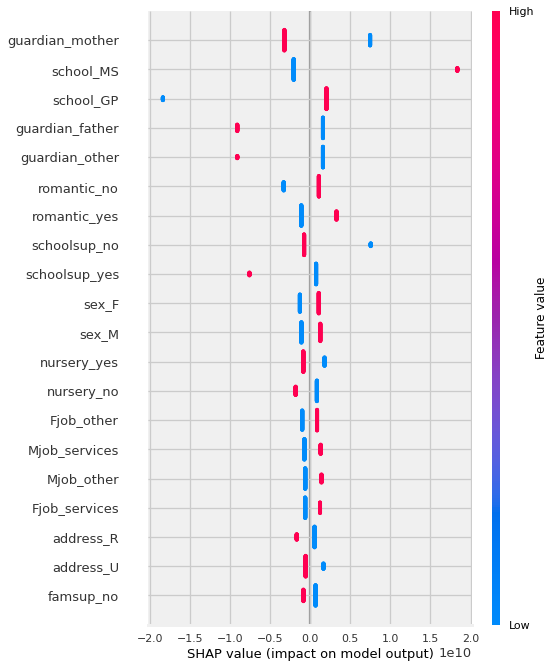 High
guardian_mother
school_MS
school_GP
guardian_father
guardian_other
romantic_no
romantic_yes
schoolsup_no
schoolsup_yes
sex_F
sex_M
nursery_yes
nursery_no
Fjob_other
Mjob_services
Mjob_other
Fjob_services
address_R
address_U
famsup_no
Feature value
Low
−2.0 −1.5 −1.0 −0.5 0.0 0.5 1.0 1.5 2.0
SHAP value (impact on model output) 1e10